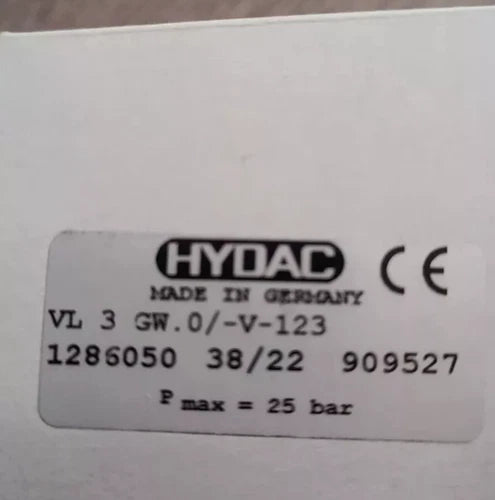 HYDAC CE
MADE IN GERMANY
VL 3 GW.0/-V-123
1286050 38/22 909527
P max = 25 bar